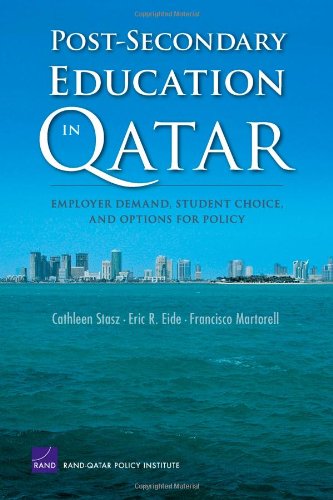 POST-SECONDARY
EDUCATION
IN QATAR
EMPLOYER DEMAND, STUDENT CHOICE,
AND OPTIONS FOR POLICY
Cathleen Stasz · Eric R. Eide · Francisco Martorell
RAND RAND-QATAR POLICY INSTITUTE